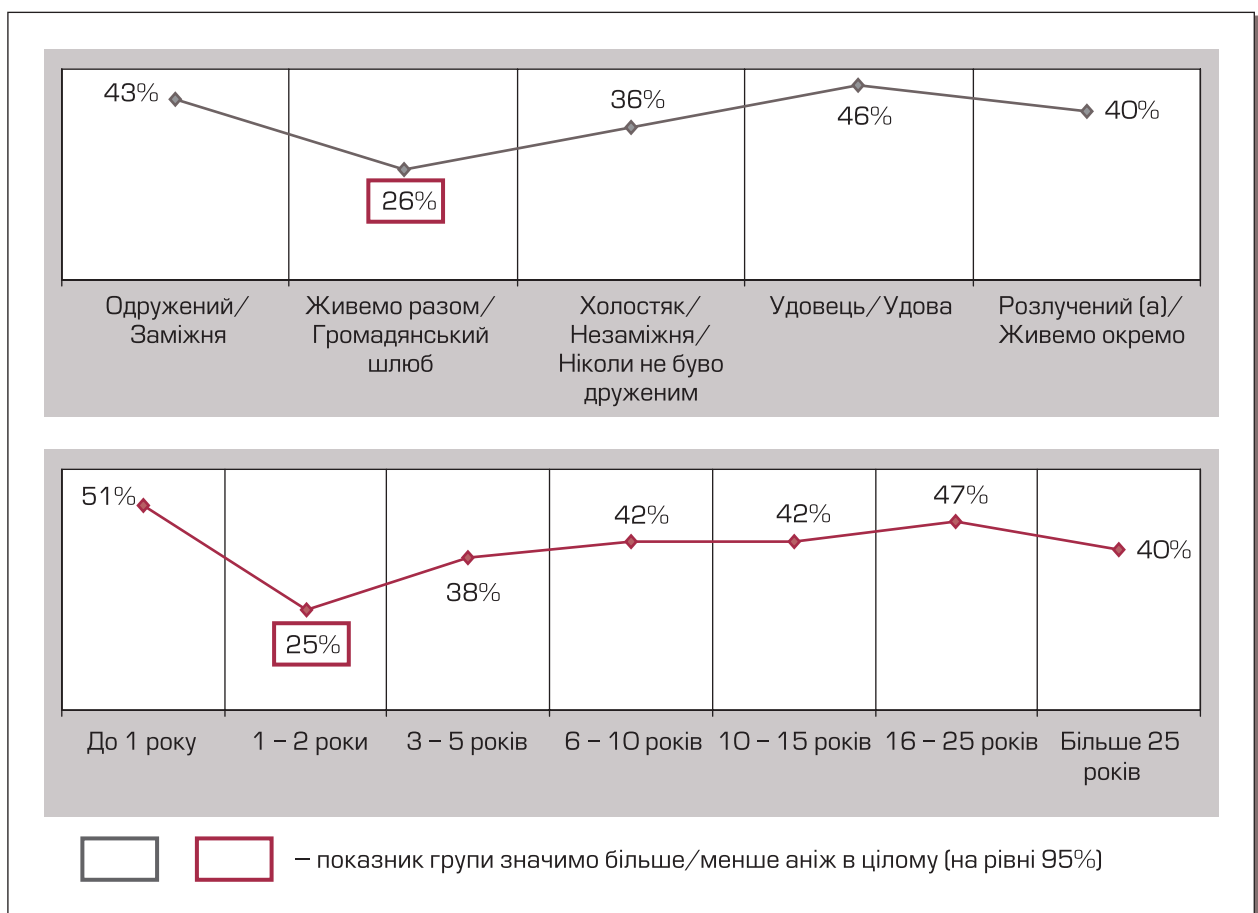 43%
26%
36%
46%
40%
Одружений/
Заміжня
Живемо разом/
Громадянський
шлюб
Холостяк/
Незаміжня/
Ніколи не буво
друженим
Удовець/Удова
Розлучений (а)/
Живемо окремо
51%
25%
38%
42%
42%
47%
40%
До 1 року
1 – 2 роки
3 – 5 років
6 – 10 років
10 – 15 років
16 – 25 років
Більше 25
років
– показник групи значимо більше/менше аніж в цілому (на рівні 95%)